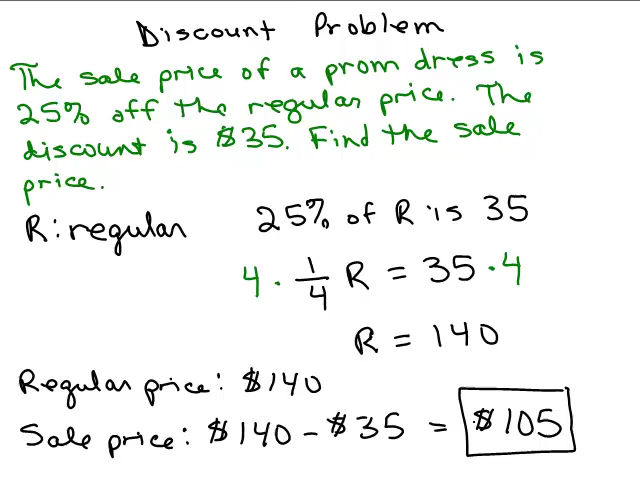 Discount Problem
The sale price of a prom dress is
25% off the regular price. The
discount is $35. Find the sale
price.
R: regular
25% of R is 35
4 · 1/4 R = 35 · 4
R = 140
Regular price: $140
Sale price: $140 - $35 = $105